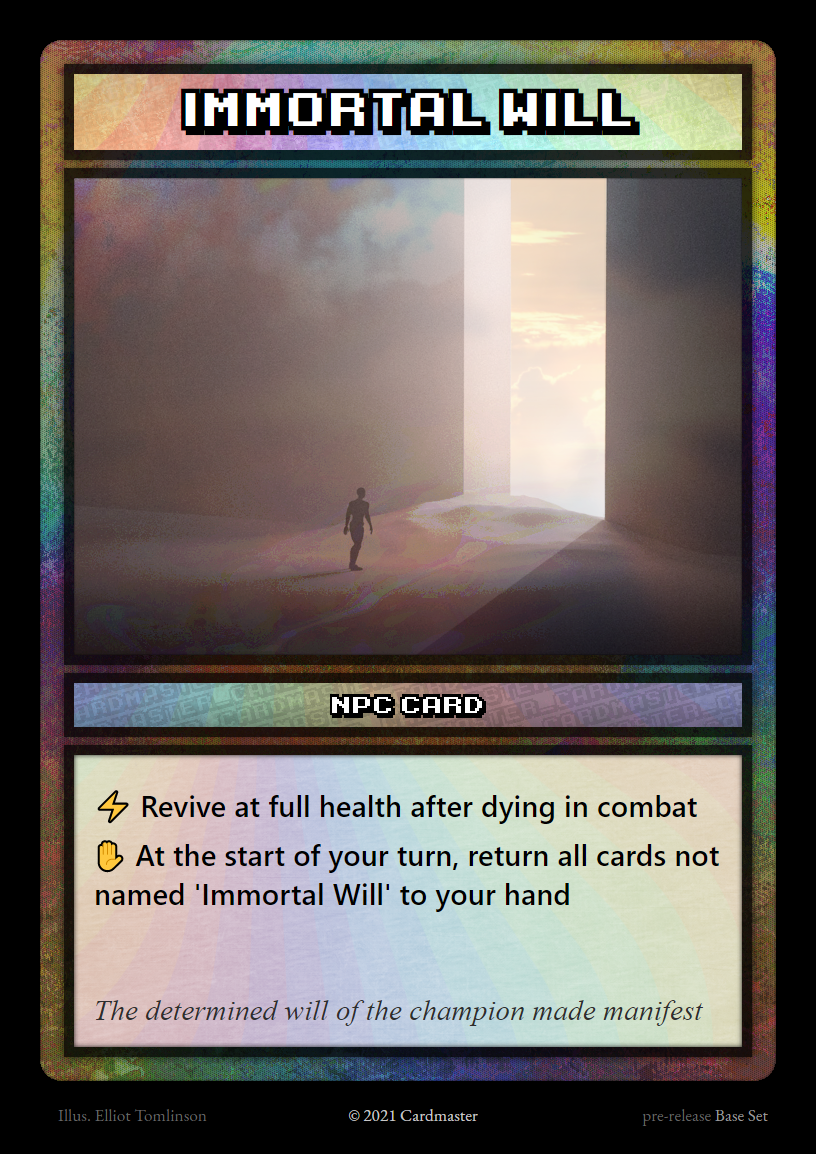 IMMORTAL WILL
NPC CARD
⚡ Revive at full health after dying in combat
✋ At the start of your turn, return all cards not
named 'Immortal Will' to your hand
The determined will of the champion made manifest
Illus. Elliot Tomlinson
© 2021 Cardmaster
pre-release Base Set